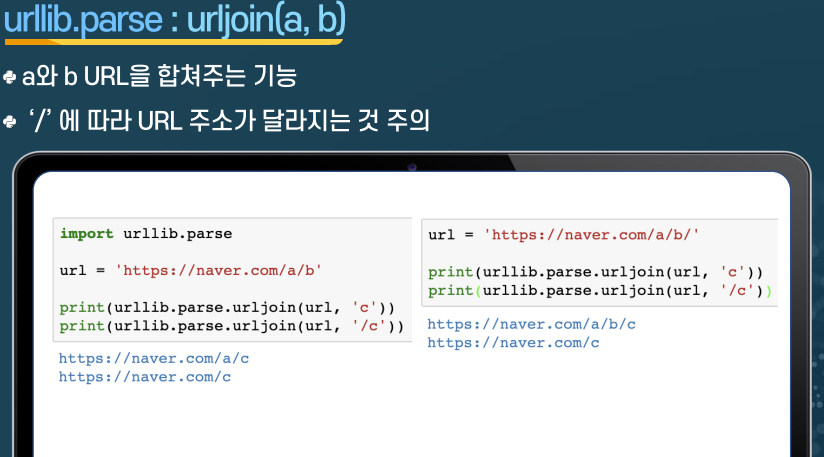 urllib.parse : urljoin(a, b)
a와 b URL을 합쳐주는 기능
‘/’ 에 따라 URL 주소가 달라지는 것 주의
import urllib.parse
url = 'https://naver.com/a/b'
print(urllib.parse.urljoin(url, 'c'))
print(urllib.parse.urljoin(url, '/c'))
https://naver.com/a/c
https://naver.com/c
url = 'https://naver.com/a/b/'
print(urllib.parse.urljoin(url, 'c'))
print(urllib.parse.urljoin(url, '/c'))
https://naver.com/a/b/c
https://naver.com/c